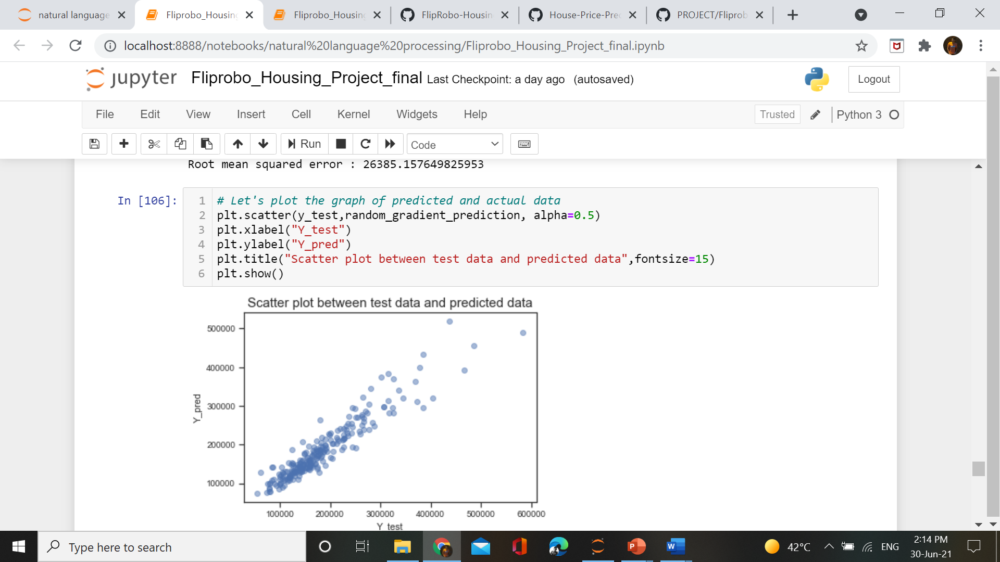 natural language
Fliprobo_Housing
Fliprobo_Housing
FlipRobo-Housin
House-Price-Pred
PROJECT/Fliprob
localhost:8888/notebooks/natural%20language%20processing/Fliprobo_Housing_Project_final.ipynb
jupyter Fliprobo_Housing_Project_final Last Checkpoint: a day ago (autosaved)
Logout
File Edit View Insert Cell Kernel Widgets Help
Trusted Python 3
Run Code
Root mean squared error : 26385.157649825953
In [106]:
1 # Let's plot the graph of predicted and actual data
2 plt.scatter(y_test,random_gradient_prediction, alpha=0.5)
3 plt.xlabel("Y_test")
4 plt.ylabel("Y_pred")
5 plt.title("Scatter plot between test data and predicted data",fontsize=15)
6 plt.show()
Scatter plot between test data and predicted data
500000
400000
300000
200000
100000
Y_pred
100000 200000 300000 400000 500000 600000
Y test
Type here to search
P
W
42°C
ENG
2:14 PM
30-Jun-21